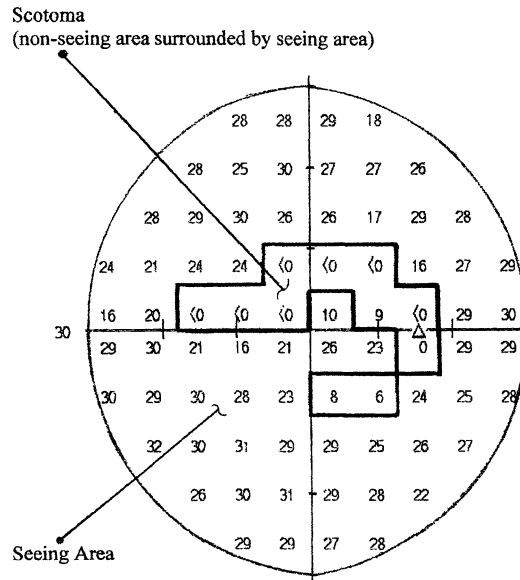 Scotoma
(non-seeing area surrounded by seeing area)
28 28 29 18
28 25 30 27 27 26
28 29 30 26 26 17 29 28
24 21 24 24 <0 <0 <0 16 27 29
16 20 <0 <0 <0 10 9 <0 29 30
30
29 30 21 16 21 26 23 0 29 29
30 29 30 28 23 8 6 24 25 28
32 30 31 29 29 25 26 27
26 30 31 29 28 22
29 29 27 28
Seeing Area